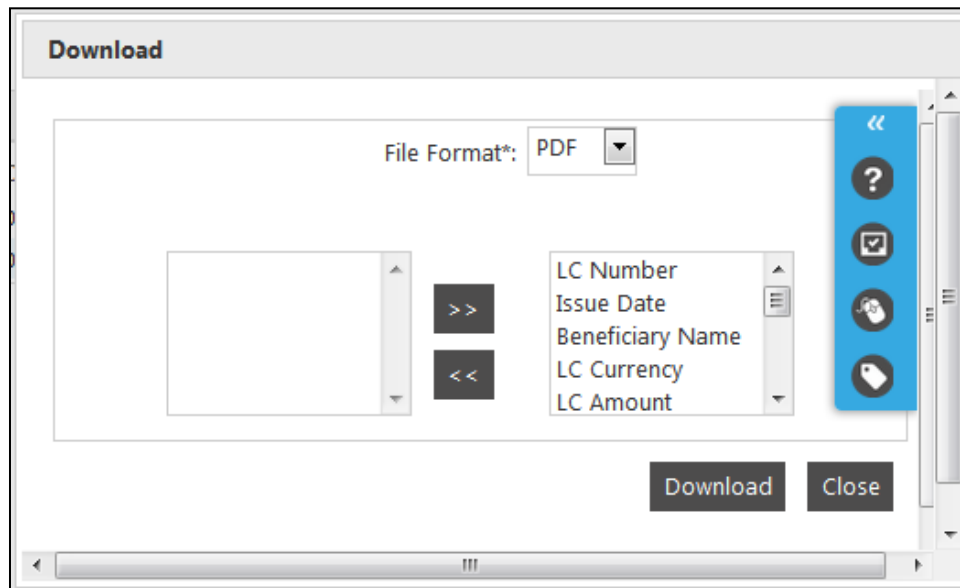 Download
File Format*: PDF
LC Number
Issue Date
>>
Beneficiary Name
LC Currency
<<
LC Amount
Download Close